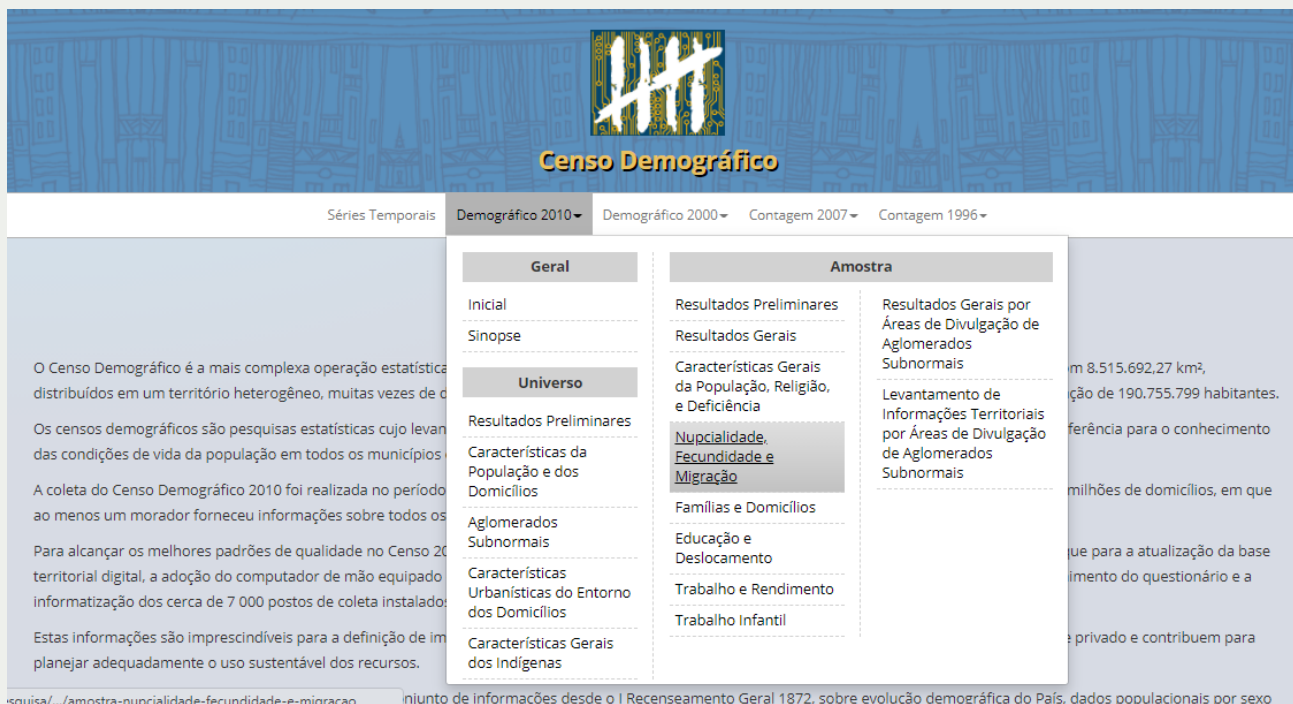 Censo Demográfico
Séries Temporais
Demográfico 2010
Demográfico 2000
Contagem 2007
Contagem 1996
Geral
Inicial
Sinopse
Universo
Resultados Preliminares
Características da
População e dos
Domicílios
Aglomerados
Subnormais
Características
Urbanísticas do Entorno
dos Domicílios
Características Gerais
dos Indígenas
Amostra
Resultados Preliminares
Resultados Gerais
Características Gerais
da População, Religião,
e Deficiência
Nupcialidade,
Fecundidade e
Migração
Famílias e Domicílios
Educação e
Deslocamento
Trabalho e Rendimento
Trabalho Infantil
Resultados Gerais por
Áreas de Divulgação de
Aglomerados
Subnormais
Levantamento de
Informações Territoriais
por Áreas de Divulgação
de Aglomerados
Subnormais
O Censo Demográfico é a mais complexa operação estatística 8.515.692,27 km²,
distribuídos em um território heterogêneo, muitas vezes de de 190.755.799 habitantes.
Os censos demográficos são pesquisas estatísticas cujo para o conhecimento
das condições de vida da população em todos os municípios
A coleta do Censo Demográfico 2010 foi realizada no período milhões de domicílios, em que
ao menos um morador forneceu informações sobre todos os
Para alcançar os melhores padrões de qualidade no Censo para a atualização da base
territorial digital, a adoção do computador de mão equipado do questionário e a
informatização dos cerca de 7 000 postos de coleta
Estas informações são imprescindíveis para a definição de privado e contribuem para
planejar adequadamente o uso sustentável dos recursos.
/.../amostra-nupcialidade-fecundidade-e-migracao de informações desde o I Recenseamento Geral 1872, sobre evolução demográfica do País, dados populacionais por sexo